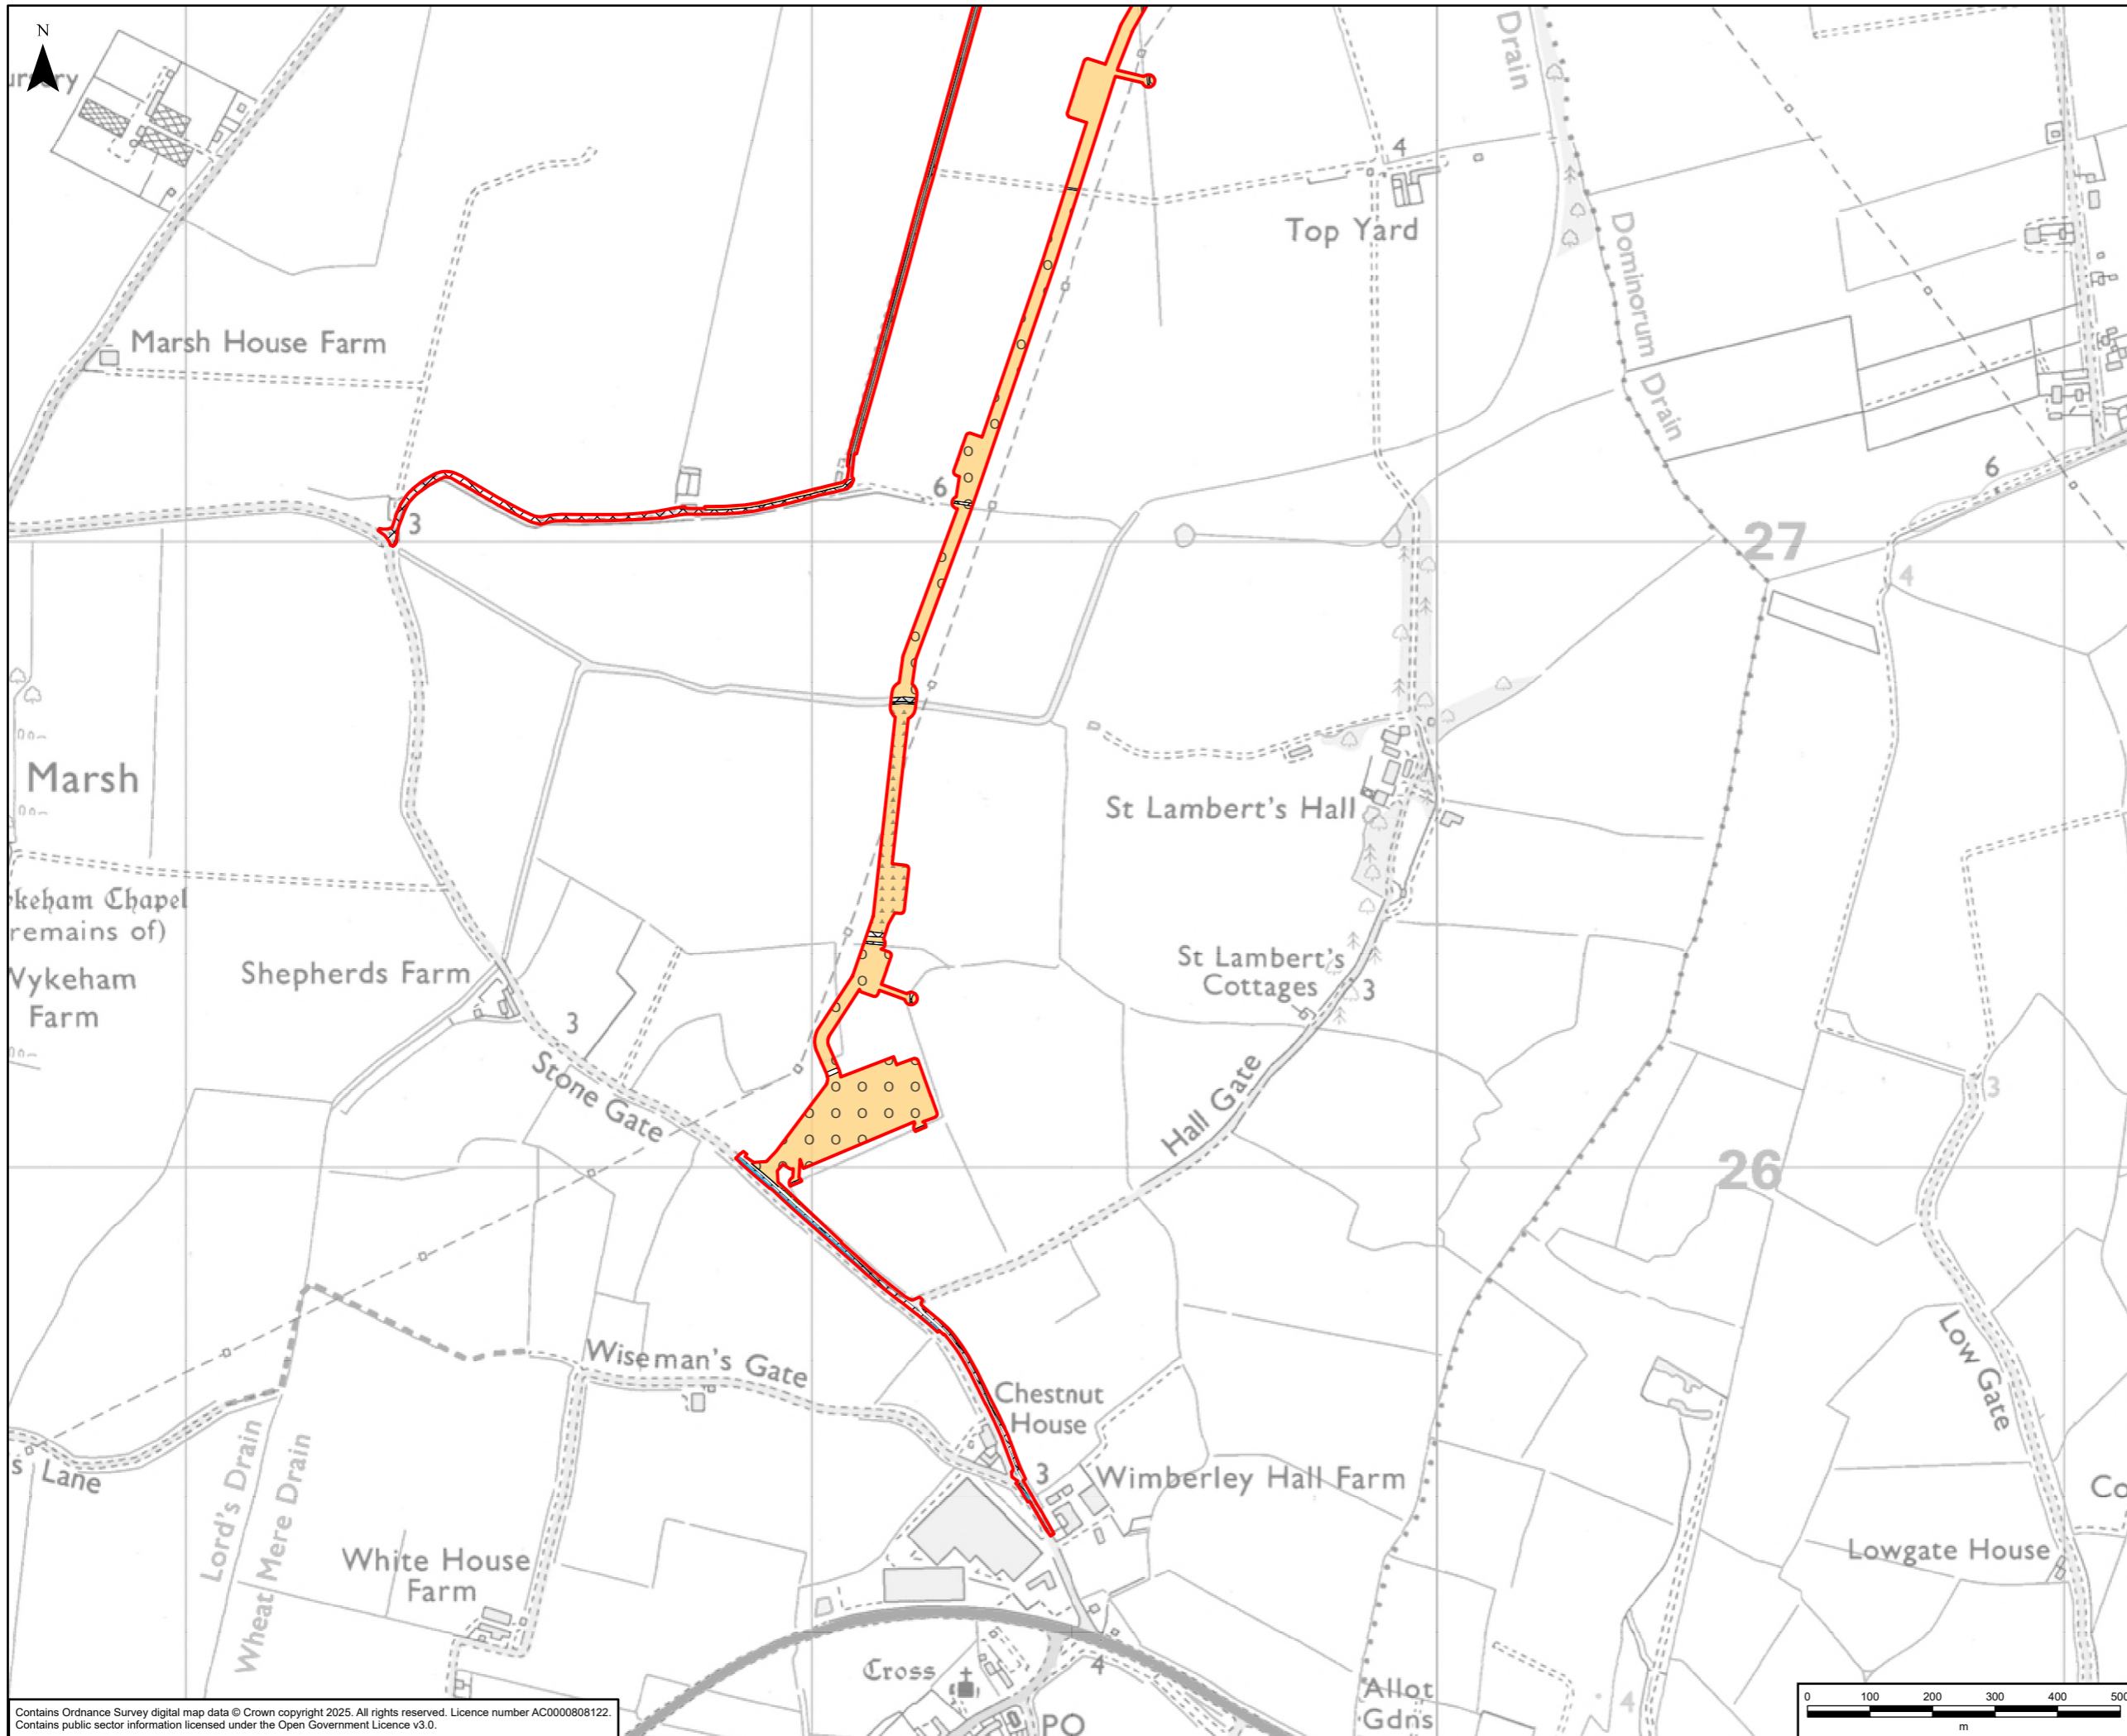 N
Drain
4
Top Yard
Dominorum Drain
Marsh House Farm
6
6
3
27
4
Marsh
St Lambert's Hall
Chapel
remains of)
Farm
Shepherds Farm
St Lambert's
Cottages
3
3
Stone Gate
Hall Gate
3
26
Low Gate
Wiseman's Gate
Chestnut
House
3
Wimberley Hall Farm
s Lane
Lord's Drain
Wheat Mere Drain
White House
Farm
Lowgate House
Co
Cross
4
PO
Allot
Gdns
4
0 100 200 300 400 500
m
Contains Ordnance Survey digital map data © Crown copyright 2025. All rights reserved. Licence number AC0000808122.
Contains public sector information licensed under the Open Government Licence v3.0.